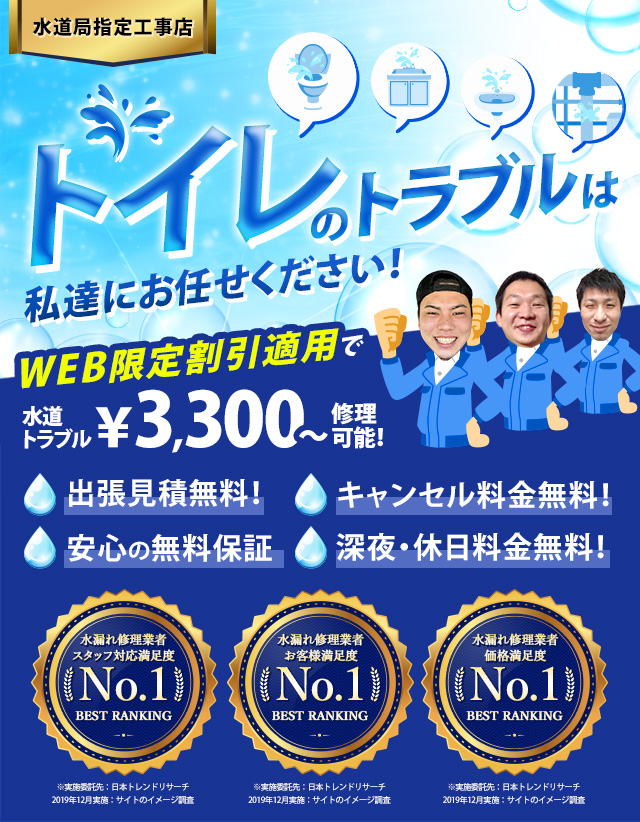 水道局指定工事店
トイレのトラブルは
私達にお任せください!
WEB限定割引適用で
水道
トラブル
¥3,300~
修理
可能!
出張見積無料!
キャンセル料金無料!
安心の無料保証
深夜・休日料金無料!
水漏れ修理業者
スタッフ対応満足度
No.1
BEST RANKING
水漏れ修理業者
お客様満足度
No.1
BEST RANKING
水漏れ修理業者
価格満足度
No.1
BEST RANKING
※実施委託先:日本トレンドリサーチ
2019年12月実施:サイトのイメージ調査
※実施委託先:日本トレンドリサーチ
2019年12月実施:サイトのイメージ調査
※実施委託先:日本トレンドリサーチ
2019年12月実施:サイトのイメージ調査